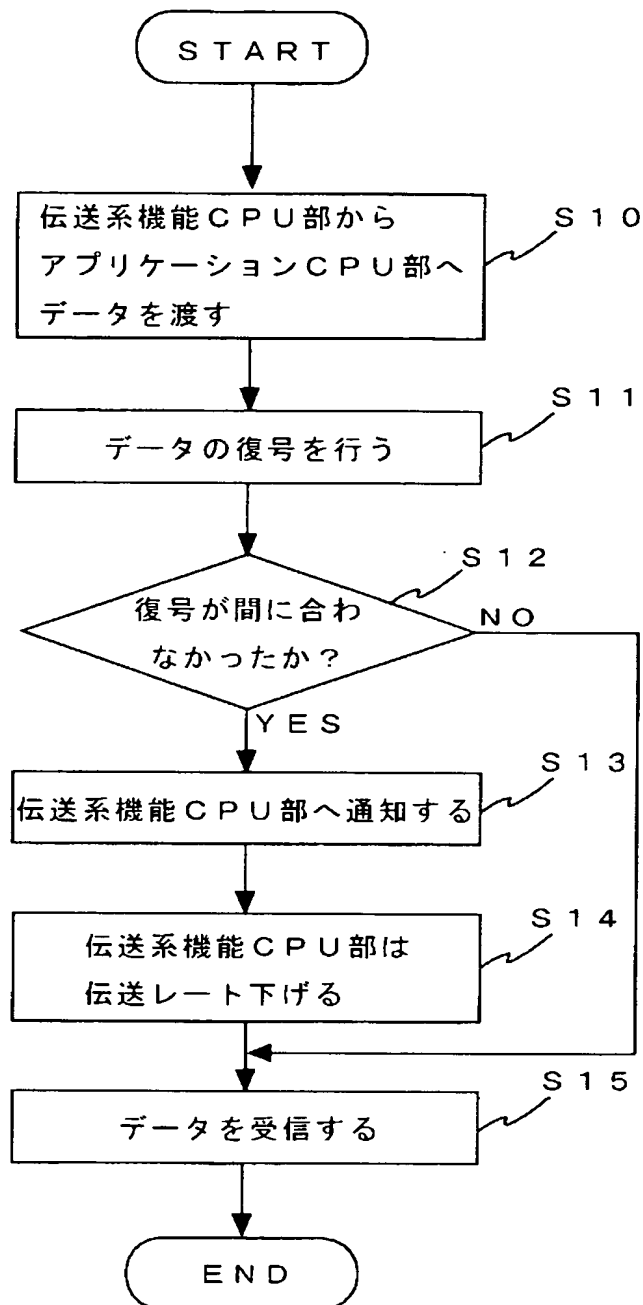 START
伝送系機能CPU部から
アプリケーションCPU部へ
データを渡す
S10
データの復号を行う
S11
復号が間に合わ
なかったか?
S12
NO
YES
伝送系機能CPU部へ通知する
S13
伝送系機能CPU部は
伝送レート下げる
S14
データを受信する
S15
END